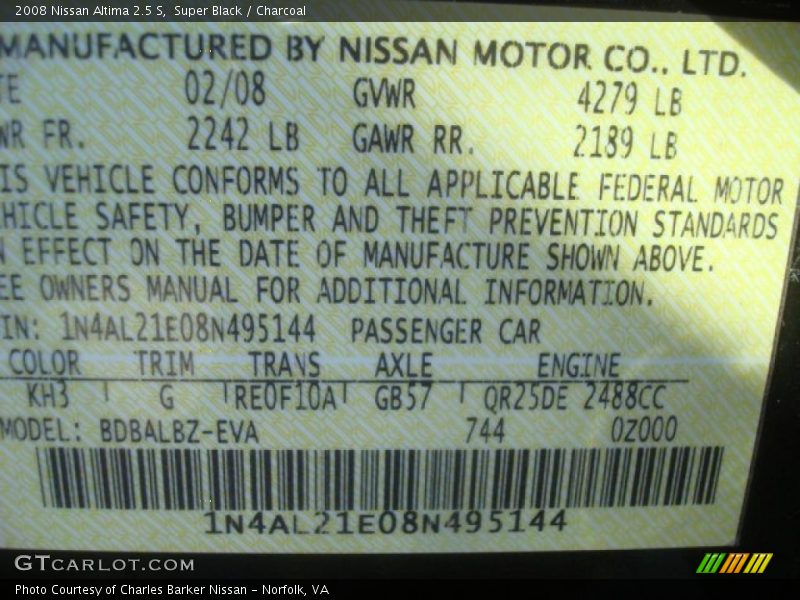 2008 Nissan Altima 2.5 S, Super Black / Charcoal
MANUFACTURED BY NISSAN MOTOR CO., LTD.
TE 02/08 GVWR 4279 LB
WR FR. 2242 LB GAWR RR. 2189 LB
IS VEHICLE CONFORMS TO ALL APPLICABLE FEDERAL MOTOR
HICLE SAFETY, BUMPER AND THEFT PREVENTION STANDARDS
N EFFECT ON THE DATE OF MANUFACTURE SHOWN ABOVE.
EE OWNERS MANUAL FOR ADDITIONAL INFORMATION.
IN: 1N4AL21E08N495144 PASSENGER CAR
COLOR TRIM TRANS AXLE ENGINE
KH3 G RE0F10A GB57 QR25DE 2488CC
MODEL: BDBALBZ-EVA 744 0Z000
1N4AL21E08N495144
GTCARLOT.COM
Photo Courtesy of Charles Barker Nissan - Norfolk, VA